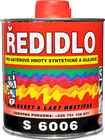 ŘEDIDLO
PRO NÁTĚROVÉ HMOTY SYNTETICKÉ A OLEJOVÉ
BARVY A LAKY HOSTIVAŘ
S 6006